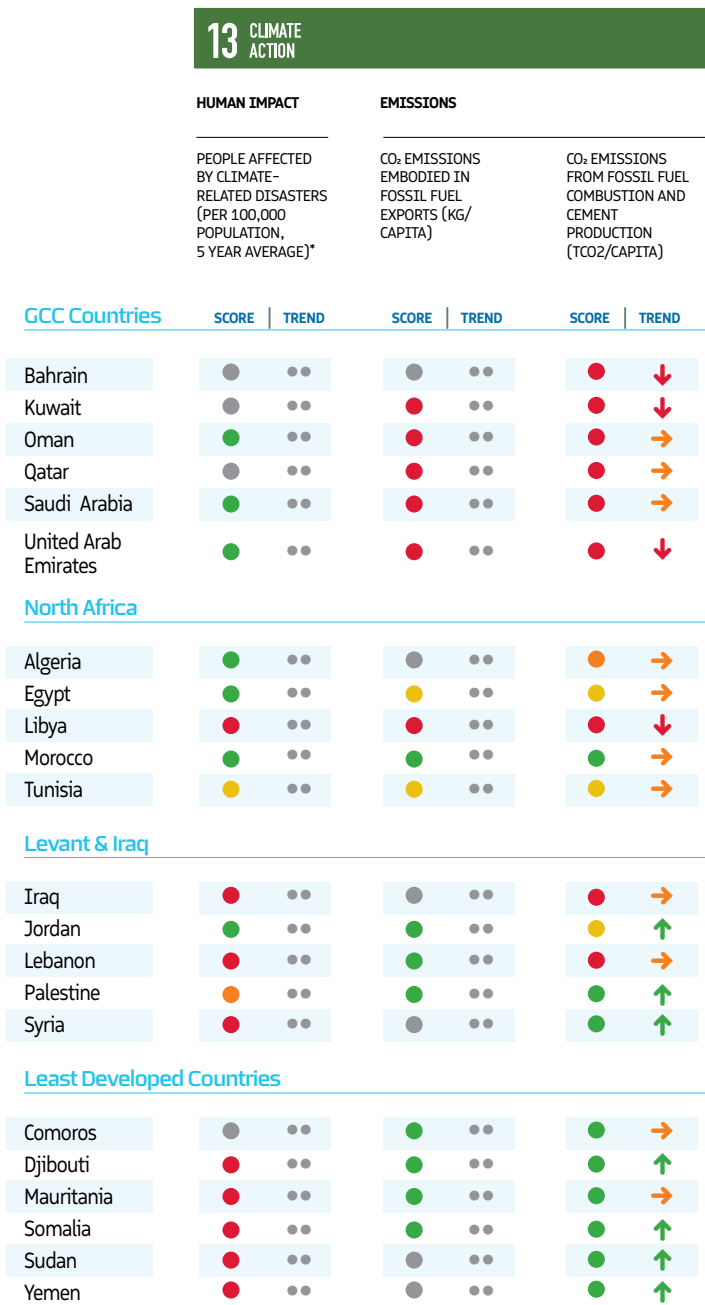 13 CLIMATE
ACTION
HUMAN IMPACT EMISSIONS
PEOPLE AFFECTED
BY CLIMATE-
RELATED DISASTERS
(PER 100,000
POPULATION,
5 YEAR AVERAGE)*
CO₂ EMISSIONS
EMBODIED IN
FOSSIL FUEL
EXPORTS (KG/
CAPITA)
CO₂ EMISSIONS
FROM FOSSIL FUEL
COMBUSTION AND
CEMENT
PRODUCTION
(TCO2/CAPITA)
GCC Countries SCORE TREND SCORE TREND SCORE TREND
Bahrain
Kuwait
Oman
Qatar
Saudi Arabia
United Arab
Emirates
North Africa
Algeria
Egypt
Libya
Morocco
Tunisia
Levant & Iraq
Iraq
Jordan
Lebanon
Palestine
Syria
Least Developed Countries
Comoros
Djibouti
Mauritania
Somalia
Sudan
Yemen